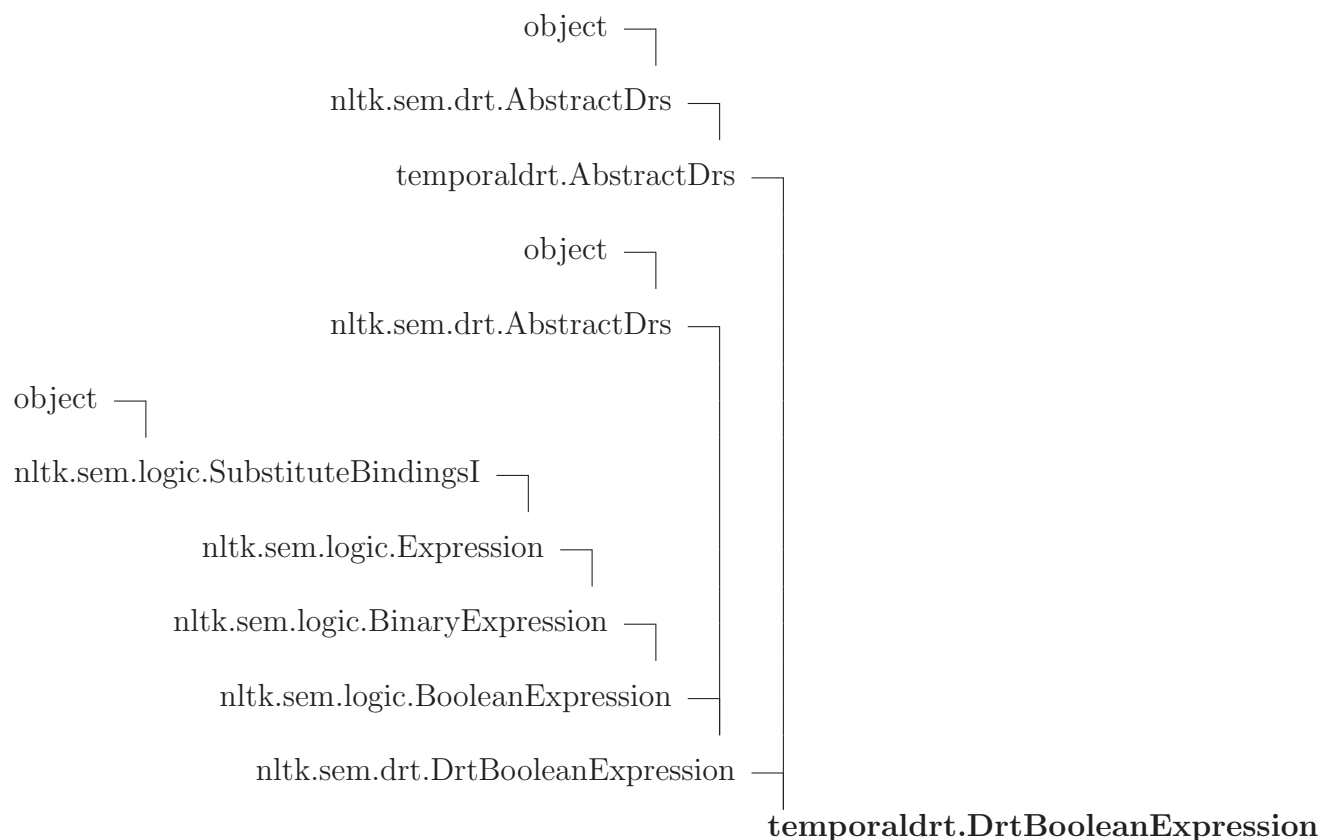 object
nltk.sem.drt.AbstractDrs
temporaldrt.AbstractDrs
object
nltk.sem.drt.AbstractDrs
object
nltk.sem.logic.SubstituteBindingsI
nltk.sem.logic.Expression
nltk.sem.logic.BinaryExpression
nltk.sem.logic.BooleanExpression
nltk.sem.drt.DrtBooleanExpression
temporaldrt.DrtBooleanExpression